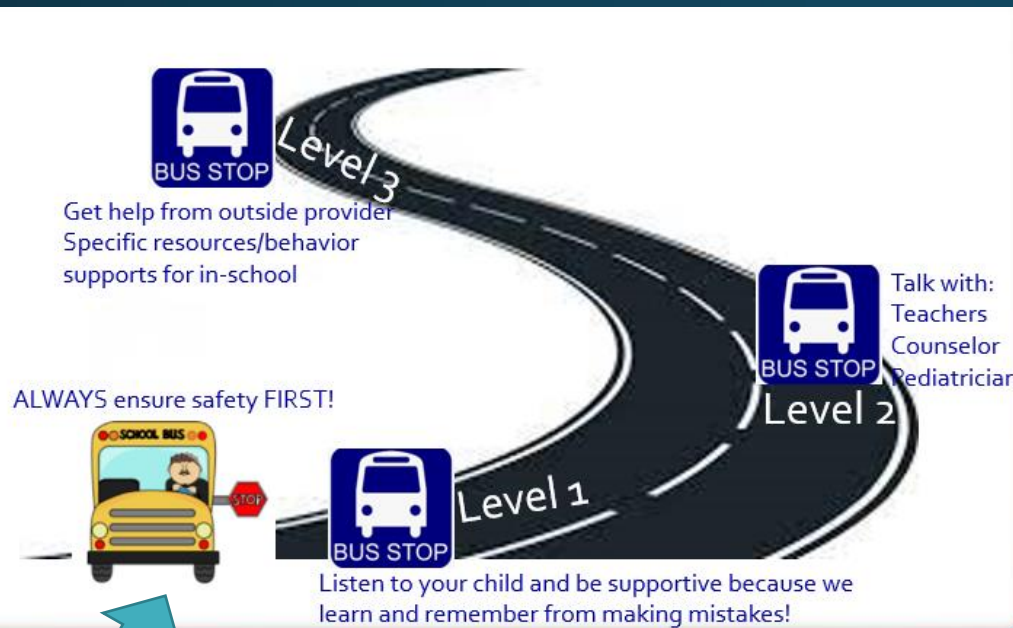 BUS STOP
Level 3
Get help from outside provider
Specific resources/behavior
supports for in-school
BUS STOP
Level 2
Talk with:
Teachers
Counselor
Pediatrician
ALWAYS ensure safety FIRST!
SCHOOL BUS
STOP
BUS STOP
Level 1
Listen to your child and be supportive because we
learn and remember from making mistakes!